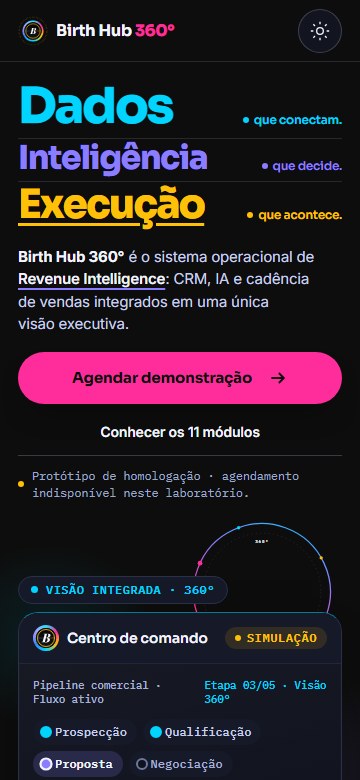 Birth Hub 360°
Dados
• que conectam.
Inteligência
• que decide.
Execução
• que acontece.
Birth Hub 360° é o sistema operacional de
Revenue Intelligence: CRM, IA e cadência
de vendas integrados em uma única
visão executiva.
Agendar demonstração →
Conhecer os 11 módulos
Protótipo de homologação · agendamento
indisponível neste laboratório.
360°
VISÃO INTEGRADA · 360°
B
Centro de comando
SIMULAÇÃO
Pipeline comercial ·
Fluxo ativo
Etapa 03/05 · Visão
360°
Prospecção
Qualificação
Proposta
Negociação